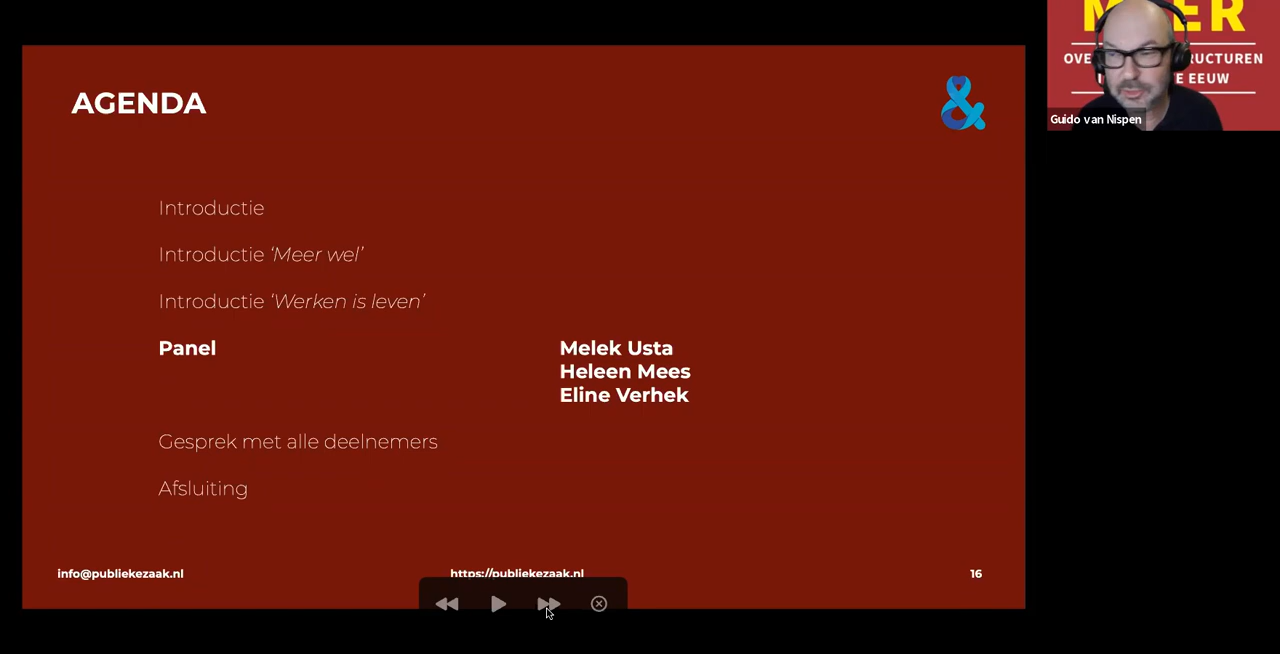 AGENDA
&
Introductie
Introductie ‘Meer wel’
Introductie ‘Werken is leven’
Panel
Melek Usta
Heleen Mees
Eline Verhek
Gesprek met alle deelnemers
Afsluiting
info@publiekezaak.nl
https://publiekezaak.nl
16
EEUW
Guido van Nispen